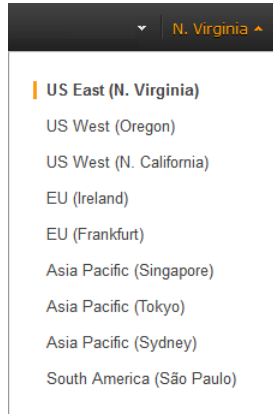 N. Virginia
US East (N. Virginia)
US West (Oregon)
US West (N. California)
EU (Ireland)
EU (Frankfurt)
Asia Pacific (Singapore)
Asia Pacific (Tokyo)
Asia Pacific (Sydney)
South America (São Paulo)